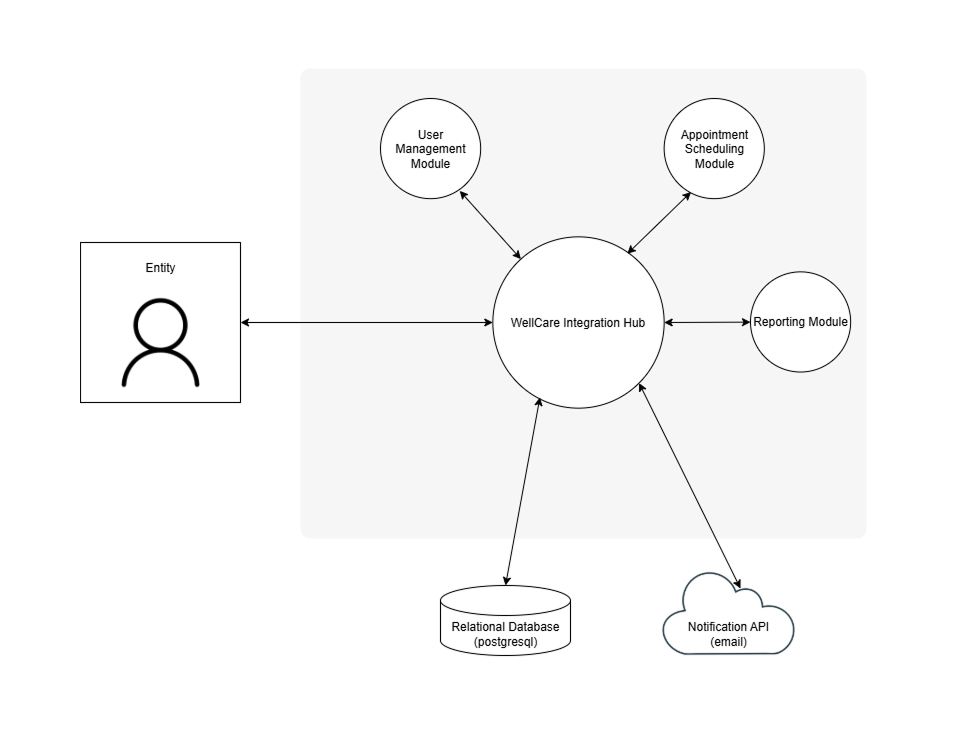 User
Management
Module
Appointment
Scheduling
Module
Entity
WellCare Integration Hub
Reporting Module
Relational Database
(postgresql)
Notification API
(email)